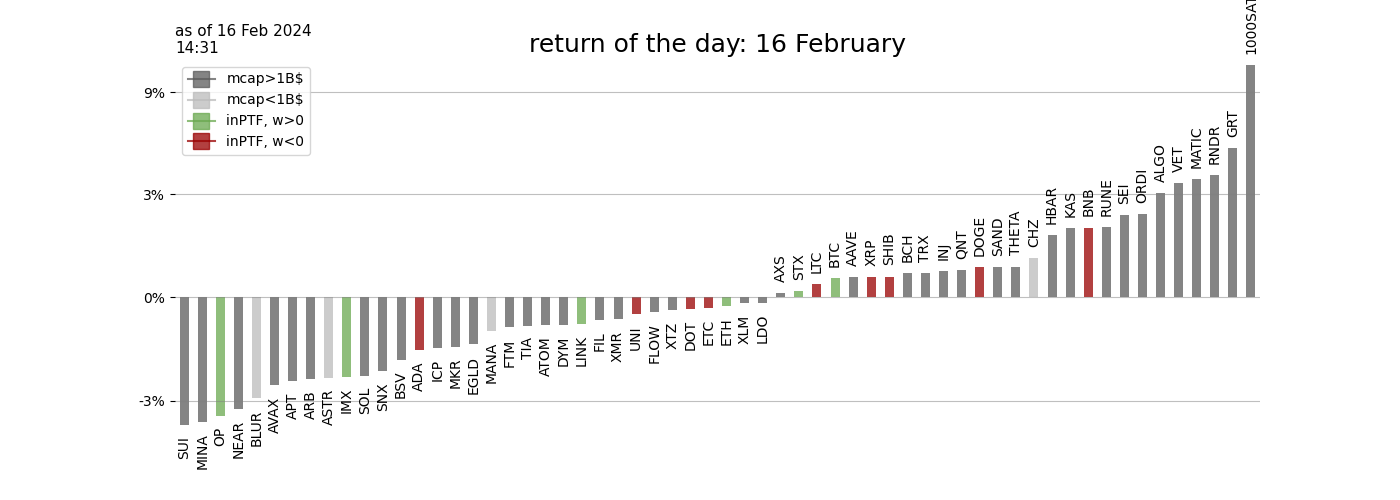 as of 16 Feb 2024
14:31
return of the day: 16 February
mcap>1B$
mcap<1B$
inPTF, w>0
inPTF, w<0
9%
3%
0%
-3%
SUI
MINA
OP
NEAR
BLUR
AVAX
APT
ARB
ASTR
IMX
SOL
SNX
BSV
ADA
ICP
MKR
EGLD
MANA
FTM
TIA
ATOM
DYM
LINK
FIL
XMR
UNI
FLOW
XTZ
DOT
ETC
ETH
XLM
LDO
AXS
STX
LTC
BTC
AAVE
XRP
SHIB
BCH
TRX
INJ
QNT
DOGE
SAND
THETA
CHZ
HBAR
KAS
BNB
RUNE
SEI
ORDI
ALGO
VET
MATIC
RNDR
GRT
1000SAT